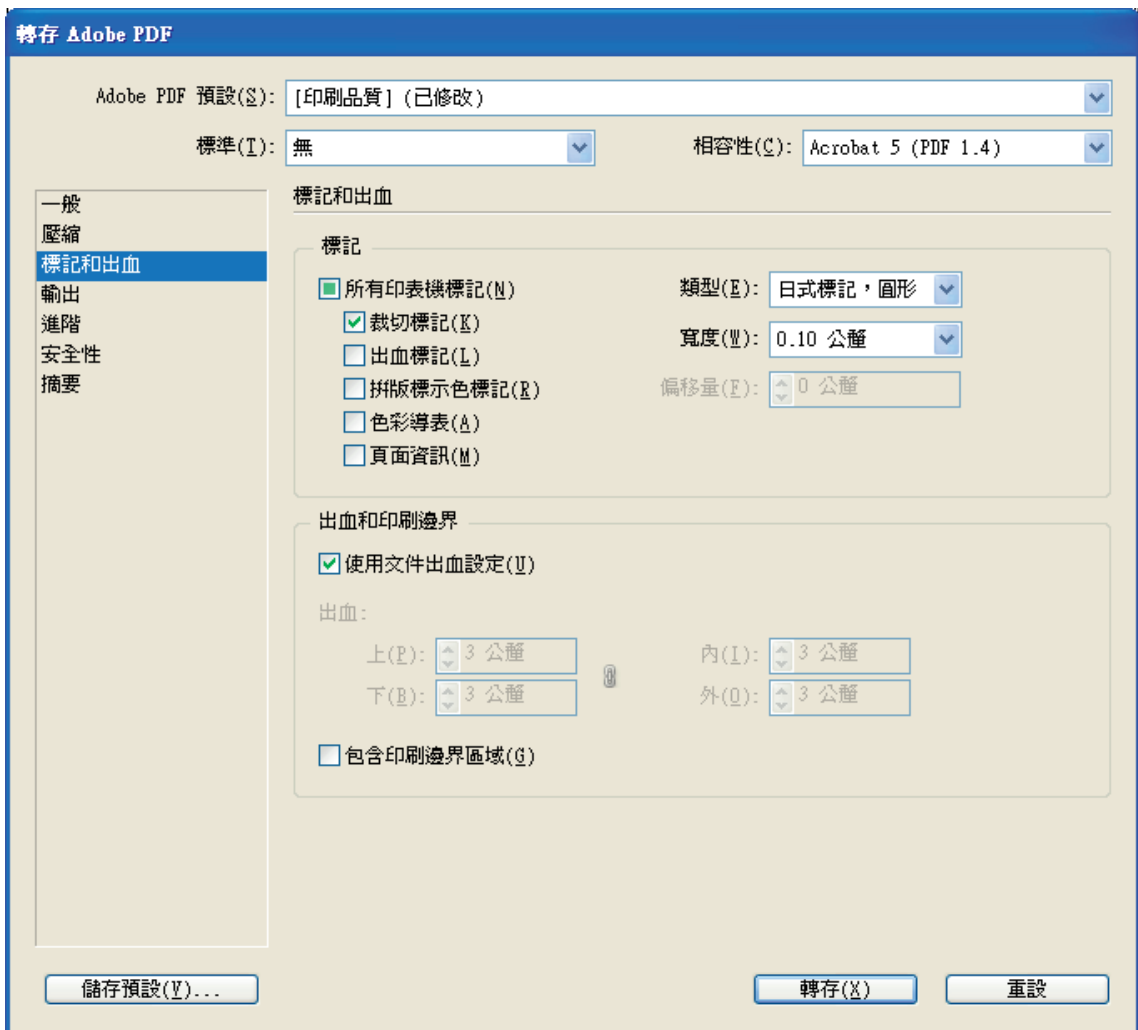 轉存 Adobe PDF
Adobe PDF 預設(S): [印刷品質] (已修改)
標準(T): 無 相容性(C): Acrobat 5 (PDF 1.4)
一般
壓縮
標記和出血
輸出
進階
安全性
摘要
標記和出血
標記
所有印表機標記(N) 類型(E): 日式標記，圓形
裁切標記(K)
出血標記(L) 寬度(W): 0.10 公釐
拼版標示色標記(R) 偏移量(F): 0 公釐
色彩導表(A)
頁面資訊(M)
出血和印刷邊界
使用文件出血設定(U)
出血:
上(P): 3 公釐 內(I): 3 公釐
下(B): 3 公釐 外(O): 3 公釐
包含印刷邊界區域(G)
儲存預設(V)... 轉存(X) 重設